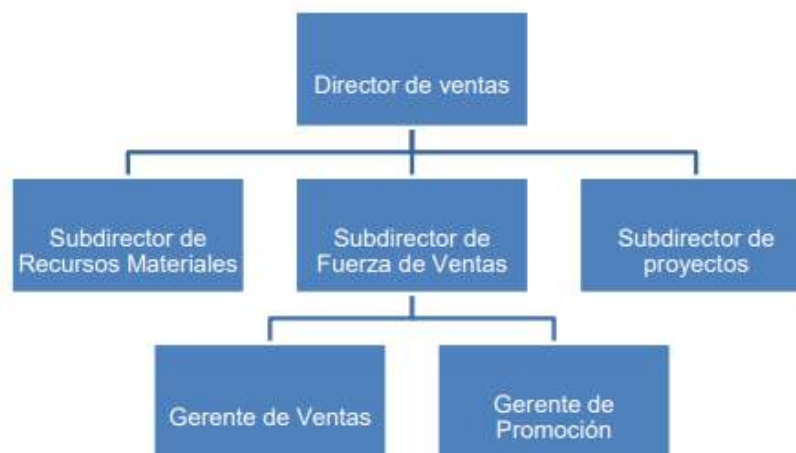 Director de ventas
Subdirector de
Recursos Materiales
Subdirector de
Fuerza de Ventas
Subdirector de
proyectos
Gerente de Ventas
Gerente de
Promoción